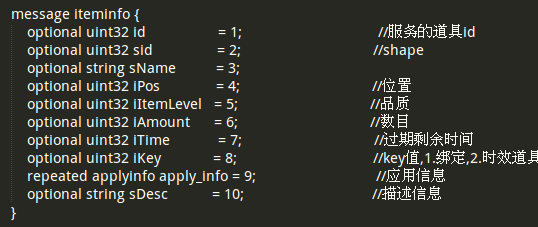 message iteminfo {
optional uint32 id = 1; //服务的道具id
optional uint32 sid = 2; //shape
optional string sName = 3;
optional uint32 iPos = 4; //位置
optional uint32 iItemLevel = 5; //品质
optional uint32 iAmount = 6; //数目
optional uint32 iTime = 7; //过期剩余时间
optional uint32 iKey = 8; //key值,1.绑定,2.时效道具
repeated applyinfo apply_info = 9; //应用信息
optional string sDesc = 10; //描述信息
}